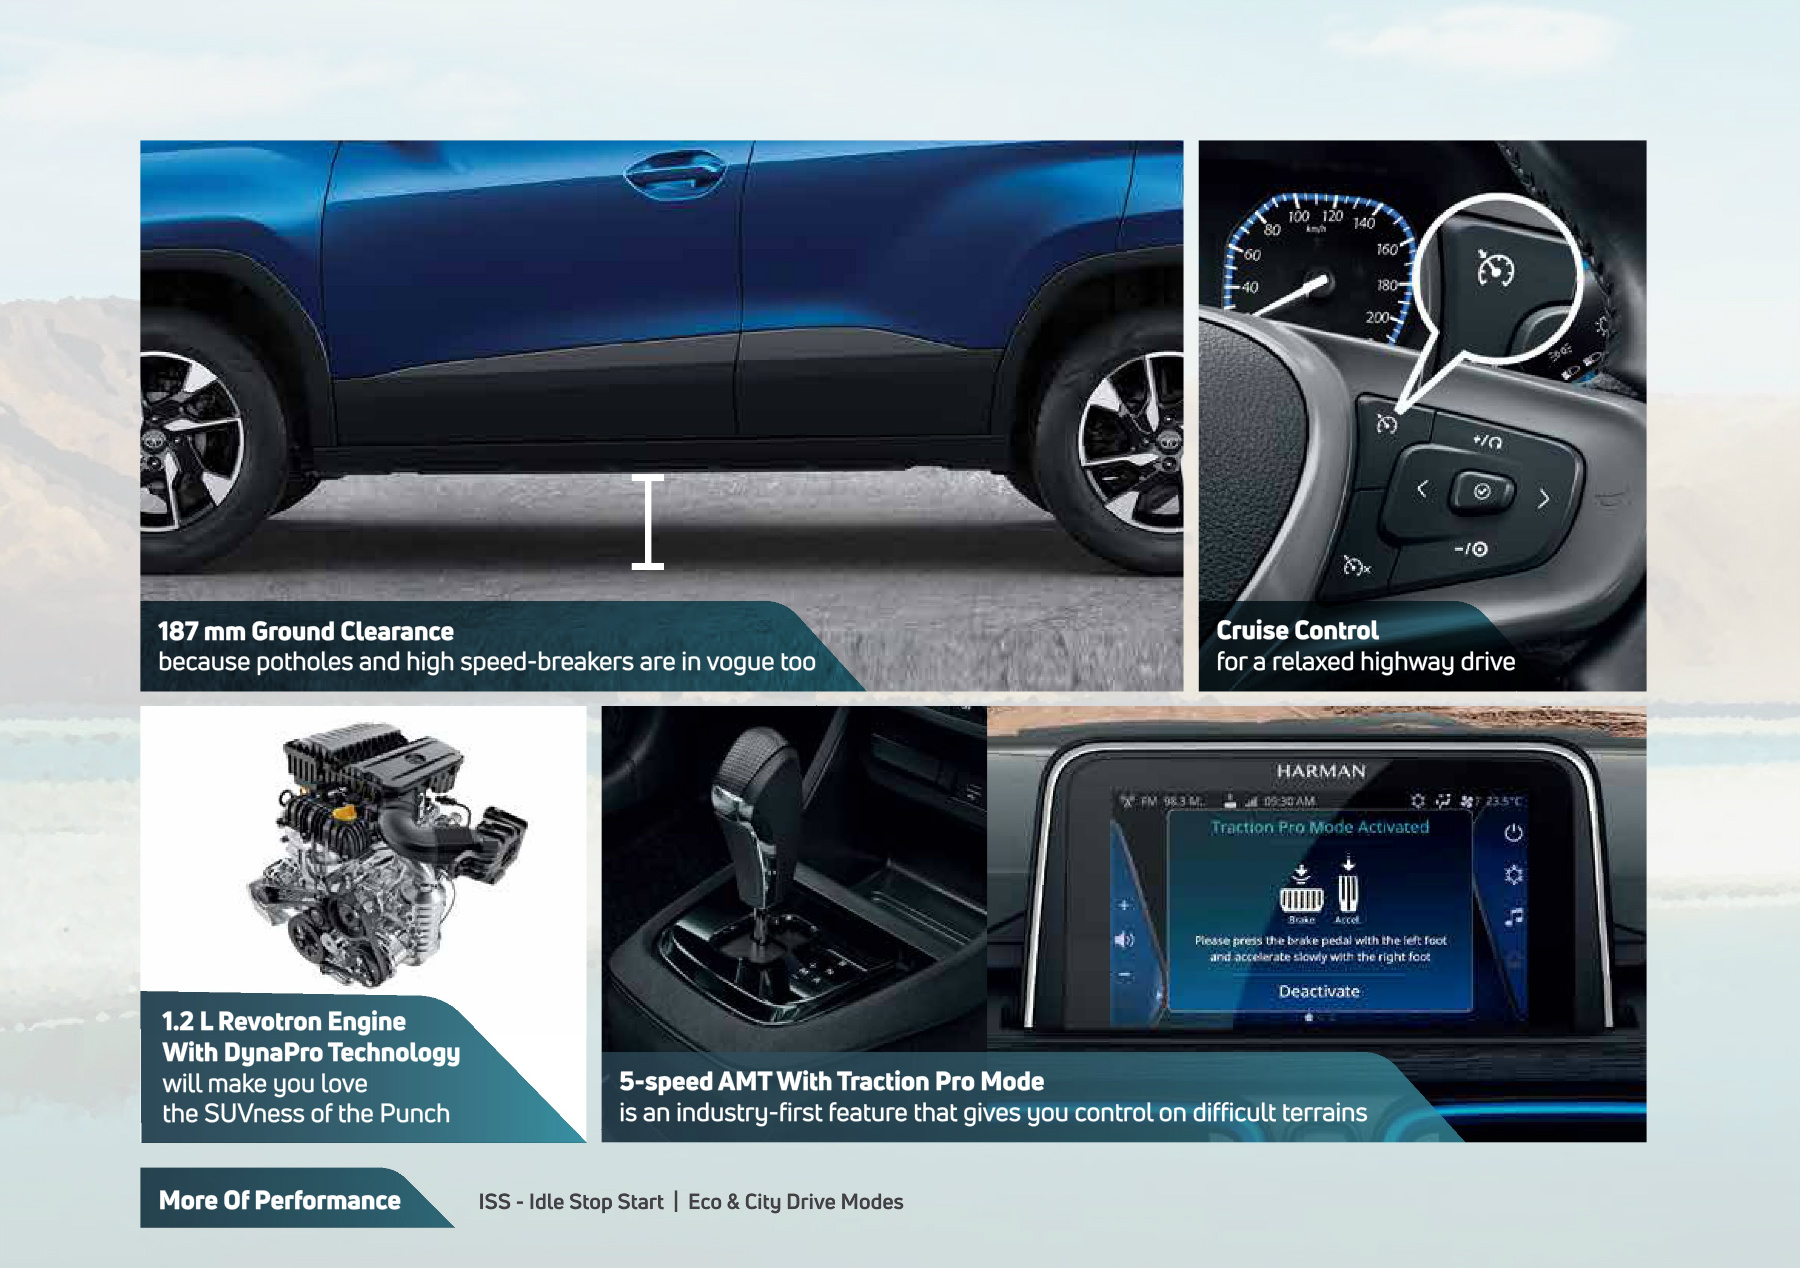 100 120
80 km/h 140
60 160
40 180
200
+/
−/
x
187 mm Ground Clearance
because potholes and high speed-breakers are in vogue too
Cruise Control
for a relaxed highway drive
HARMAN
FM 98.3 M.. 09:30 AM 23.5°C
Traction Pro Mode Activated
Brake Accel
Please press the brake pedal with the left foot
and accelerate slowly with the right foot
Deactivate
+
−
1.2 L Revotron Engine
With DynaPro Technology
will make you love
the SUVness of the Punch
5-speed AMT With Traction Pro Mode
is an industry-first feature that gives you control on difficult terrains
More Of Performance
ISS - Idle Stop Start | Eco & City Drive Modes